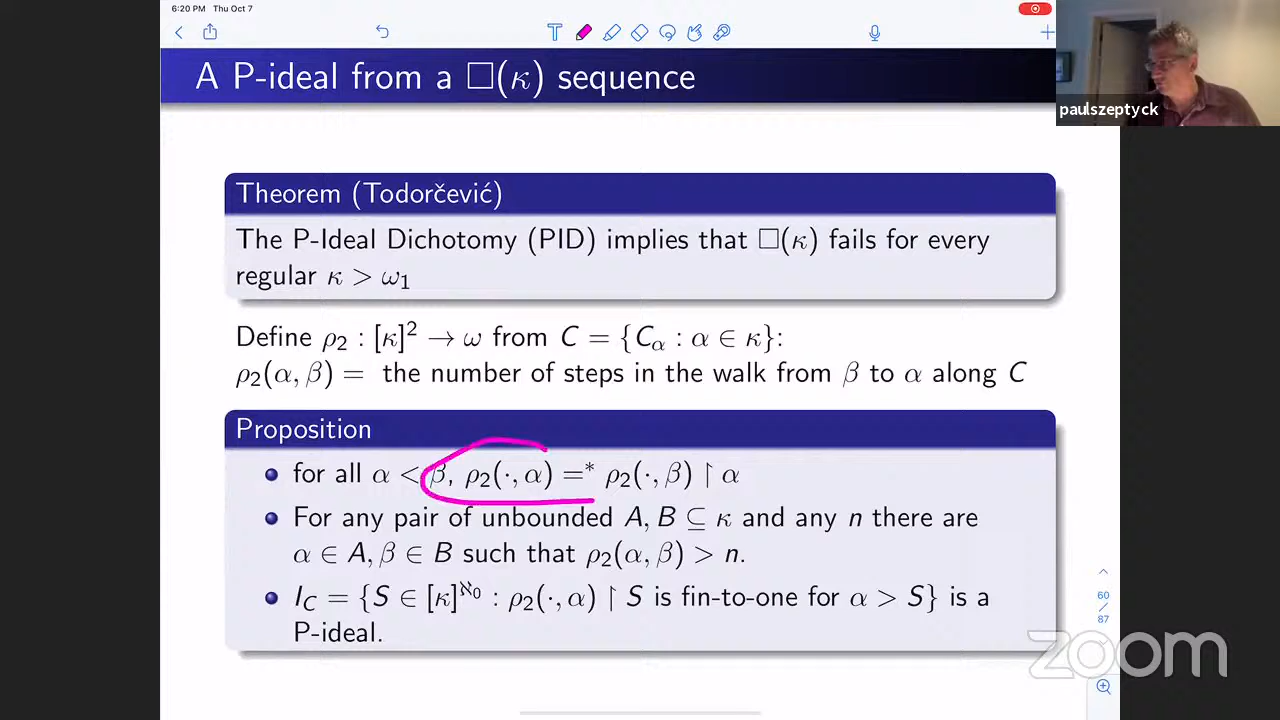 6:20 PM Thu Oct 7
A P-ideal from a □(κ) sequence
paulszeptyck
Theorem (Todorčević)
The P-Ideal Dichotomy (PID) implies that □(κ) fails for every
regular κ > ω₁
Define ρ₂ : [κ]² → ω from C = {C_α : α ∈ κ}:
ρ₂(α, β) = the number of steps in the walk from β to α along C
Proposition
for all α < β, ρ₂(·, α) =* ρ₂(·, β) ↾ α
For any pair of unbounded A, B ⊆ κ and any n there are
α ∈ A, β ∈ B such that ρ₂(α, β) > n.
I_C = {S ∈ [κ]^ℵ₀ : ρ₂(·, α) ↾ S is fin-to-one for α > S} is a
P-ideal.
60
/
87
zoom